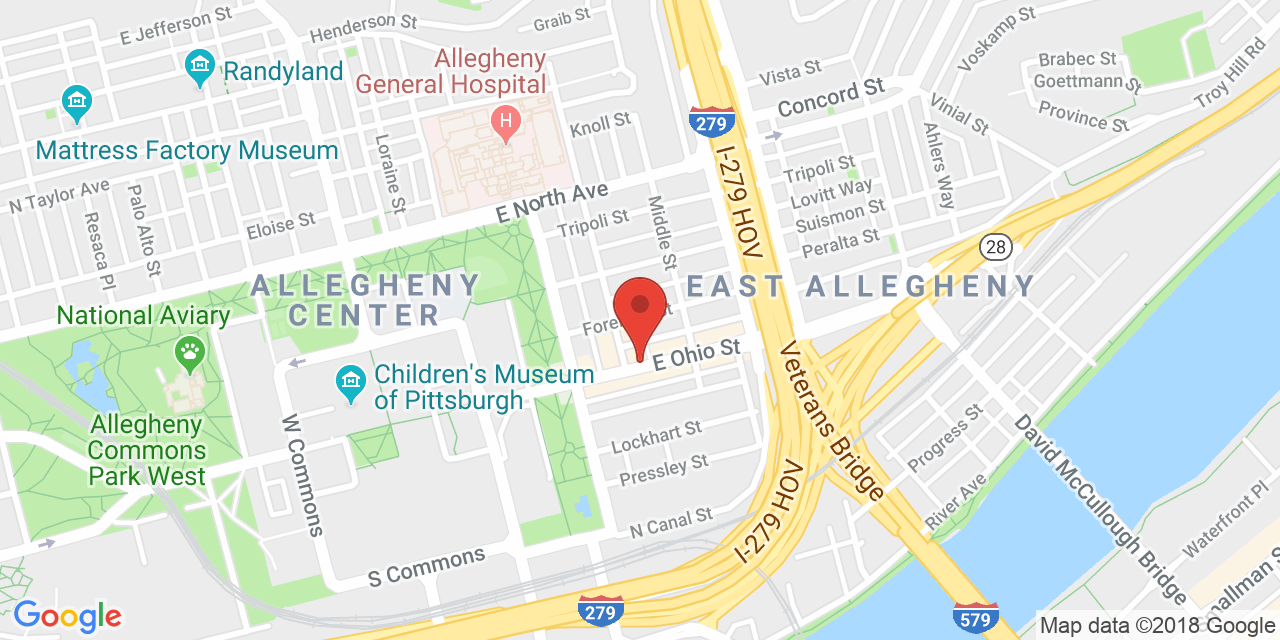 E Jefferson St
Henderson St
Graib St
Randyland
Allegheny
General Hospital
H
Mattress Factory Museum
Loraine St
Knoll St
279
I-279 HOV
Vista St
Concord St
Voskamp St
Brabec St
Goettmann St
Province St
Troy Hill Rd
Vinial St
Ahlers Way
Tripoli St
Lovitt Way
Suismon St
Peralta St
28
N Taylor Ave
Resaca Pl
Palo Alto St
Eloise St
E North Ave
Tripoli St
Middle St
ALLEGHENY
CENTER
EAST ALLEGHENY
National Aviary
E Ohio St
Children's Museum
of Pittsburgh
Allegheny
Commons
Park West
W Commons
Lockhart St
Pressley St
N Canal St
S Commons
Veterans Bridge
I-279 HOV
279
579
Progress St
River Ave
David McCullough Bridge
Waterfront Pl
Google
Map data ©2018 Google